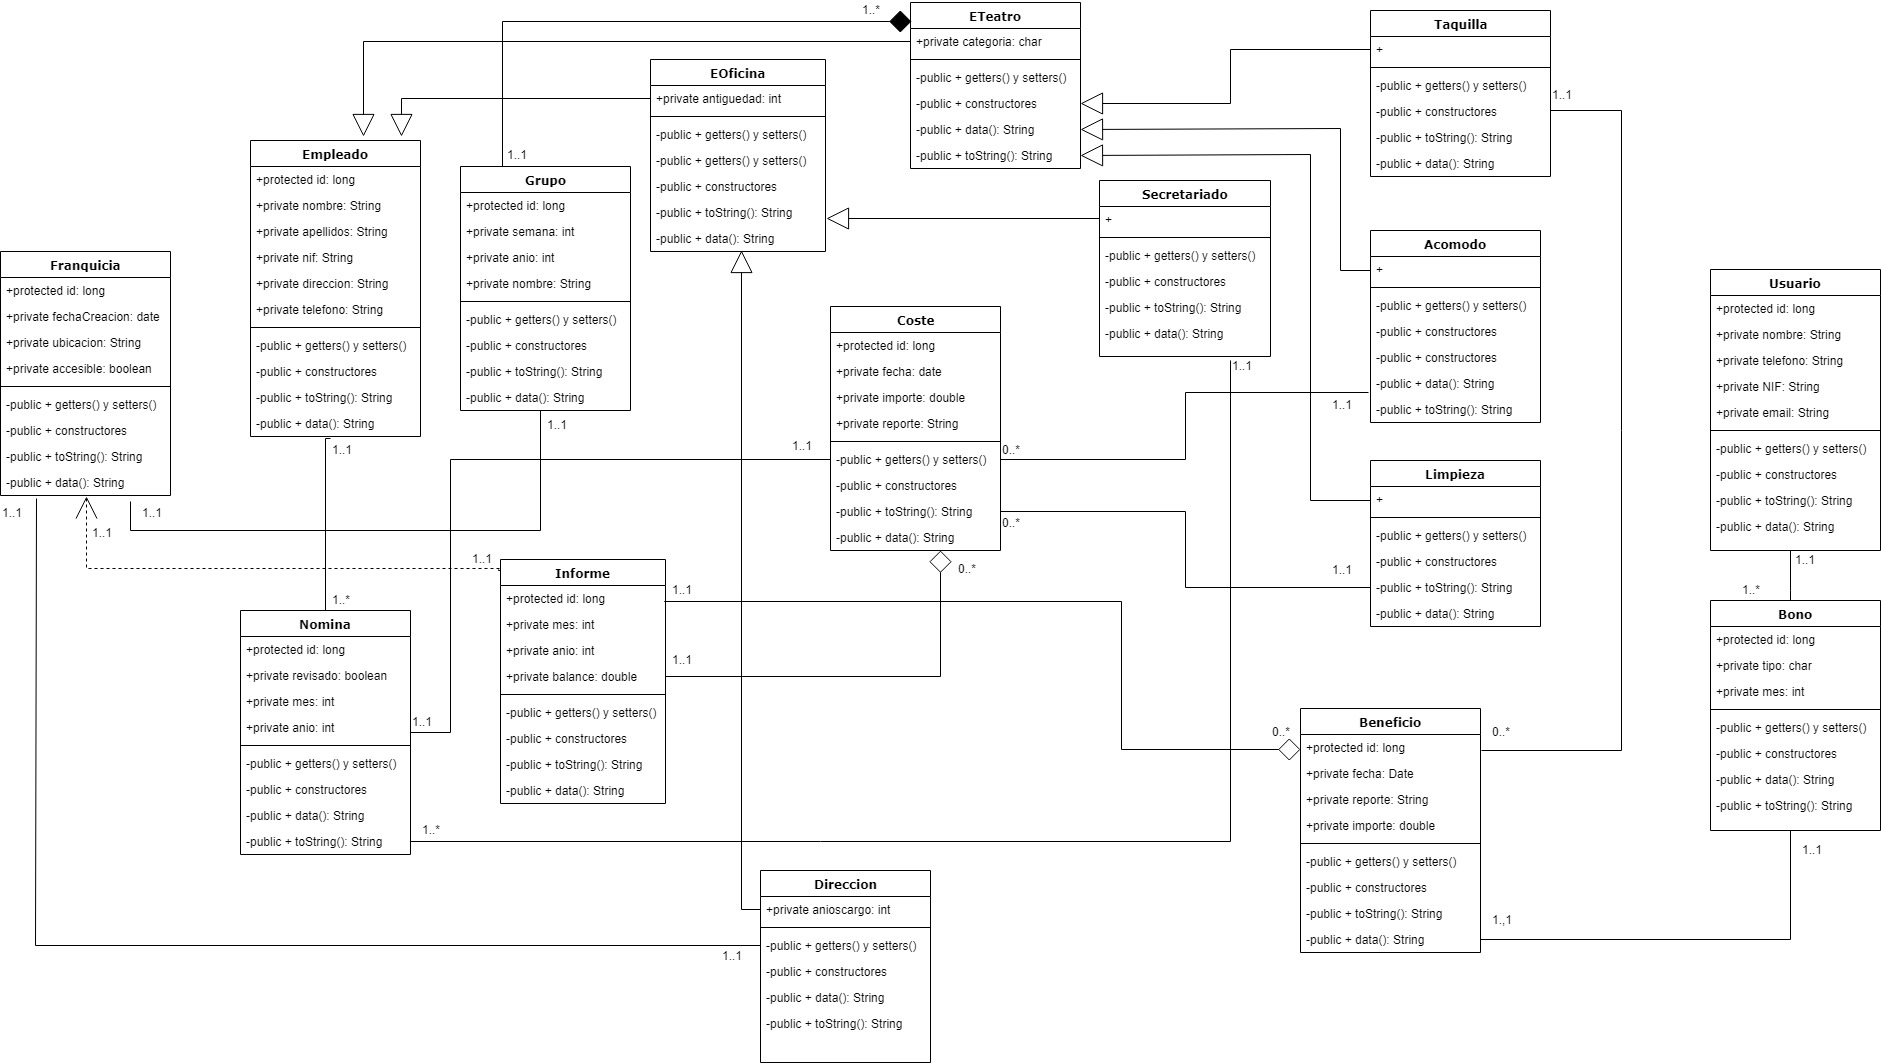 1..*
ETeatro
+private categoria: char
-public + getters() y setters()
-public + constructores
-public + data(): String
-public + toString(): String
Taquilla
+
-public + getters() y setters()
-public + constructores
-public + toString(): String
-public + data(): String
1..1
EOficina
+private antiguedad: int
-public + getters() y setters()
-public + getters() y setters()
-public + constructores
-public + toString(): String
-public + data(): String
Empleado
+protected id: long
+private nombre: String
+private apellidos: String
+private nif: String
+private direccion: String
+private telefono: String
-public + getters() y setters()
-public + constructores
-public + toString(): String
-public + data(): String
1..1
1..1
Grupo
+protected id: long
+private semana: int
+private anio: int
+private nombre: String
-public + getters() y setters()
-public + constructores
-public + toString(): String
-public + data(): String
1..1
Secretariado
+
-public + getters() y setters()
-public + constructores
-public + toString(): String
-public + data(): String
1..1
Acomodo
+
-public + getters() y setters()
-public + constructores
-public + constructores
-public + data(): String
-public + toString(): String
1..1
Franquicia
+protected id: long
+private fechaCreacion: date
+private ubicacion: String
+private accesible: boolean
-public + getters() y setters()
-public + constructores
-public + toString(): String
-public + data(): String
1..1
1..1
1..1
Coste
+protected id: long
+private fecha: date
+private importe: double
+private reporte: String
-public + getters() y setters()
-public + constructores
-public + toString(): String
-public + data(): String
1..1
0..*
0..*
0..*
Limpieza
+
-public + getters() y setters()
-public + constructores
-public + toString(): String
-public + data(): String
1..1
Usuario
+protected id: long
+private nombre: String
+private telefono: String
+private NIF: String
+private email: String
-public + getters() y setters()
-public + constructores
-public + toString(): String
-public + data(): String
1..1
1..*
Bono
+protected id: long
+private tipo: char
+private mes: int
-public + getters() y setters()
-public + constructores
-public + data(): String
-public + toString(): String
1..1
1..1
Informe
+protected id: long
+private mes: int
+private anio: int
+private balance: double
-public + getters() y setters()
-public + constructores
-public + toString(): String
-public + data(): String
1..1
1..1
1..*
Nomina
+protected id: long
+private revisado: boolean
+private mes: int
+private anio: int
-public + getters() y setters()
-public + constructores
-public + data(): String
-public + toString(): String
1..1
1..*
0..*
Beneficio
+protected id: long
+private fecha: Date
+private reporte: String
+private importe: double
-public + getters() y setters()
-public + constructores
-public + toString(): String
-public + data(): String
0..*
1.,1
Direccion
+private anioscargo: int
-public + getters() y setters()
-public + constructores
-public + data(): String
-public + toString(): String
1..1